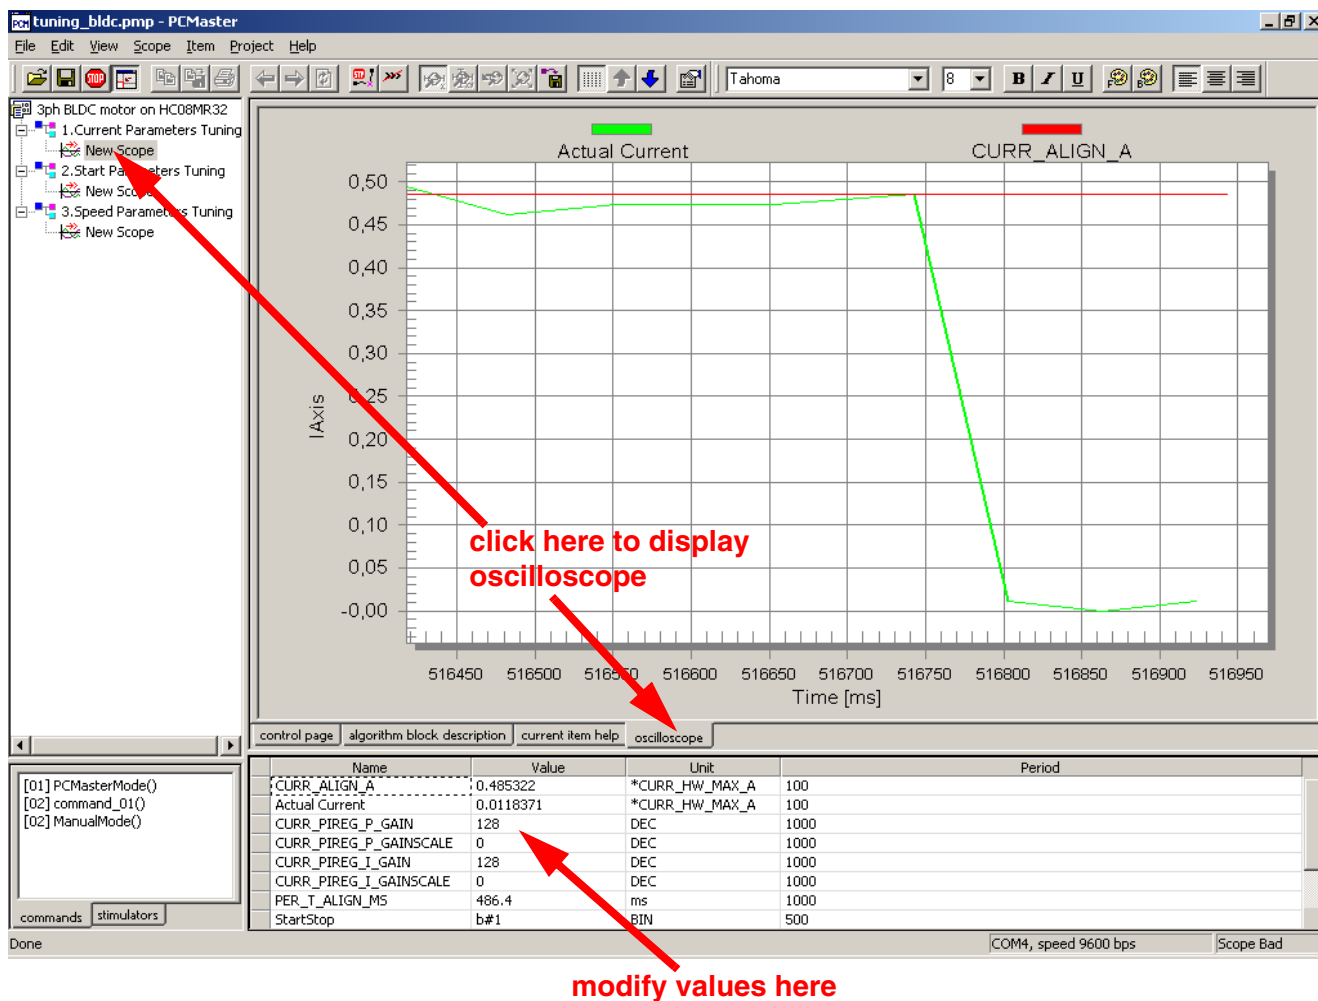 tuning_bldc.pmp - PCMaster
File Edit View Scope Item Project Help
Tahoma 8 B I U
3ph BLDC motor on HC08MR32
1.Current Parameters Tuning
New Scope
2.Start Parameters Tuning
New Scope
3.Speed Parameters Tuning
New Scope
Actual Current CURR_ALIGN_A
0,50
0,45
0,40
0,35
0,30
0,25
0,20
0,15
0,10
0,05
-0,00
IAxis
516450 516500 516550 516600 516650 516700 516750 516800 516850 516900 516950
Time [ms]
click here to display
oscilloscope
control page algorithm block description current item help oscilloscope
[01] PCMasterMode()
[02] command_01()
[02] ManualMode()
commands stimulators
Name Value Unit Period
CURR_ALIGN_A 0.485322 *CURR_HW_MAX_A 100
Actual Current 0.0118371 *CURR_HW_MAX_A 100
CURR_PIREG_P_GAIN 128 DEC 1000
CURR_PIREG_P_GAINSCALE 0 DEC 1000
CURR_PIREG_I_GAIN 128 DEC 1000
CURR_PIREG_I_GAINSCALE 0 DEC 1000
PER_T_ALIGN_MS 486.4 ms 1000
StartStop b#1 BIN 500
Done COM4, speed 9600 bps Scope Bad
modify values here